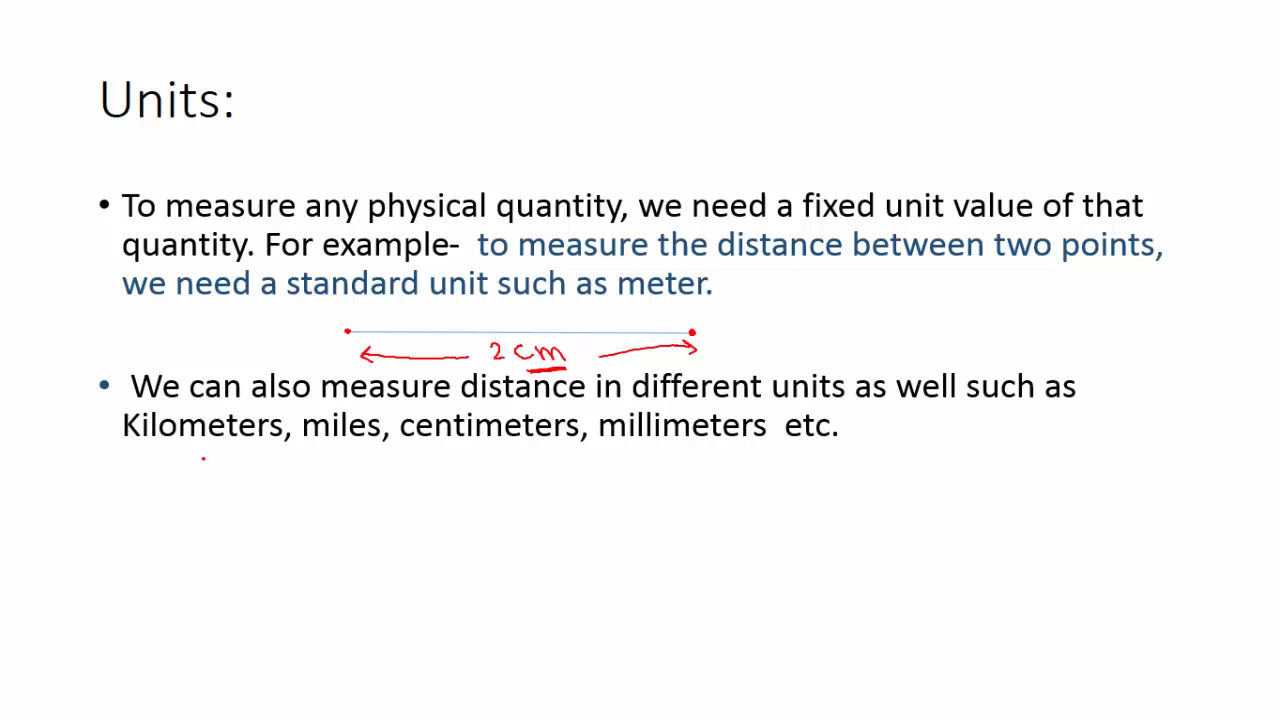 Units:
• To measure any physical quantity, we need a fixed unit value of that
quantity. For example- to measure the distance between two points,
we need a standard unit such as meter.
2 cm
• We can also measure distance in different units as well such as
Kilometers, miles, centimeters, millimeters etc.